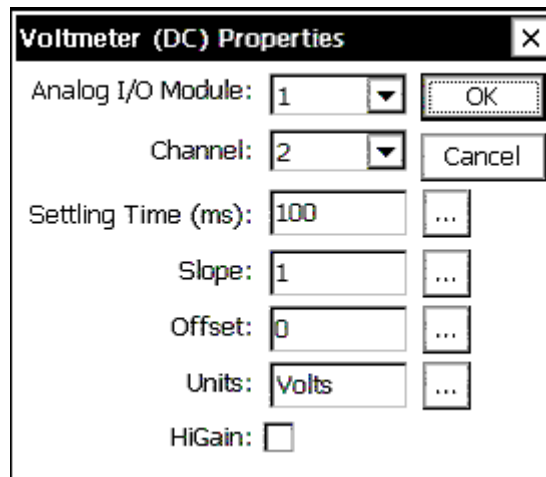 Voltmeter (DC) Properties
Analog I/O Module: 1 OK
Channel: 2 Cancel
Settling Time (ms): 100 ...
Slope: 1 ...
Offset: 0 ...
Units: Volts ...
HiGain: